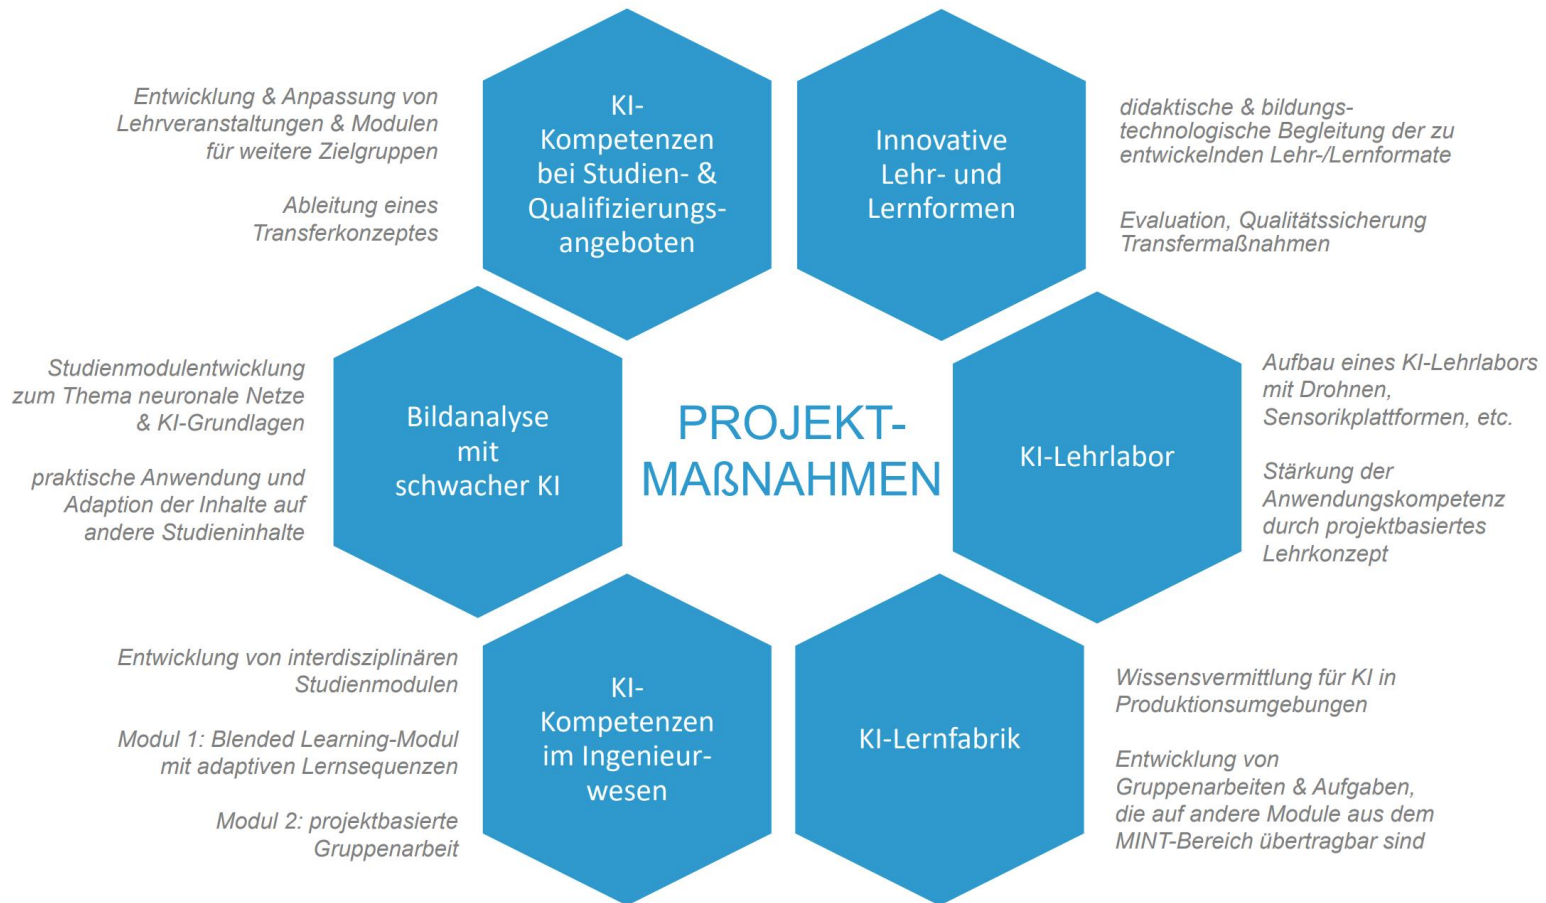 Entwicklung & Anpassung von
Lehrveranstaltungen & Modulen
für weitere Zielgruppen
Ableitung eines
Transferkonzeptes
KI-
Kompetenzen
bei Studien- &
Qualifizierungs-
angeboten
Innovative
Lehr- und
Lernformen
didaktische & bildungs-
technologische Begleitung der zu
entwickelnden Lehr-/Lernformate
Evaluation, Qualitätssicherung
Transfermaßnahmen
Studienmodulentwicklung
zum Thema neuronale Netze
& KI-Grundlagen
praktische Anwendung und
Adaption der Inhalte auf
andere Studieninhalte
Bildanalyse
mit
schwacher KI
PROJEKT-
MAßNAHMEN
KI-Lehrlabor
Aufbau eines KI-Lehrlabors
mit Drohnen,
Sensorikplattformen, etc.
Stärkung der
Anwendungskompetenz
durch projektbasiertes
Lehrkonzept
Entwicklung von interdisziplinären
Studienmodulen
Modul 1: Blended Learning-Modul
mit adaptiven Lernsequenzen
Modul 2: projektbasierte
Gruppenarbeit
KI-
Kompetenzen
im Ingenieur-
wesen
KI-Lernfabrik
Wissensvermittlung für KI in
Produktionsumgebungen
Entwicklung von
Gruppenarbeiten & Aufgaben,
die auf andere Module aus dem
MINT-Bereich übertragbar sind